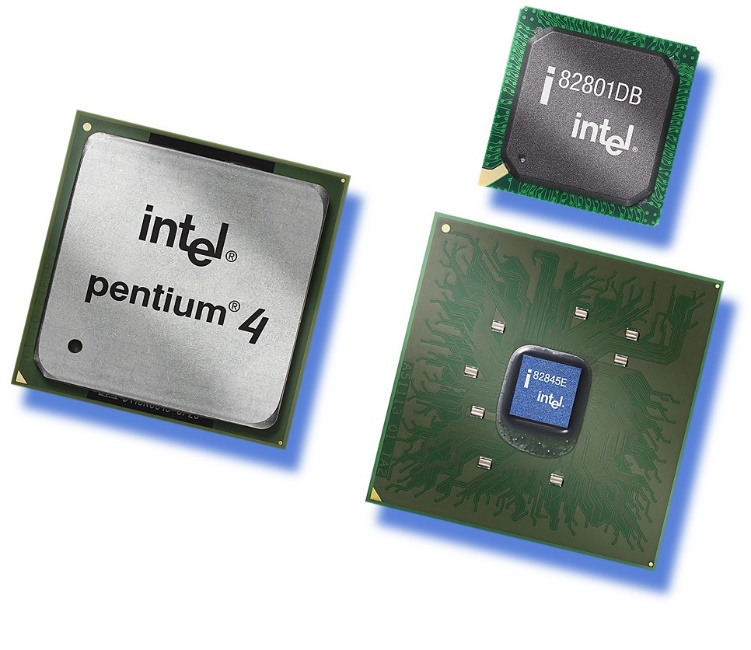 intel®
pentium® 4
i 82801DB
intel®
i 82845E
intel®